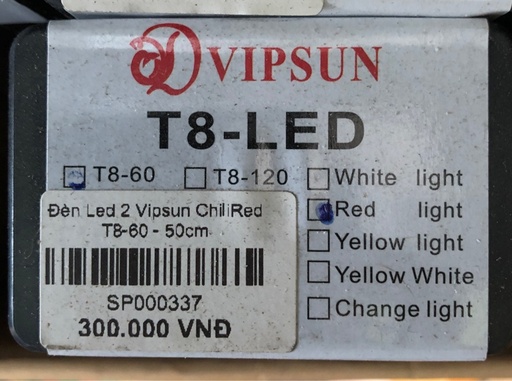 VIPSUN
T8-LED
T8-60 T8-120
White light
Red light
Yellow light
Yellow White
Change light
Đèn Led 2 Vipsun ChiliRed
T8-60 - 50cm
SP000337
300.000 VNĐ